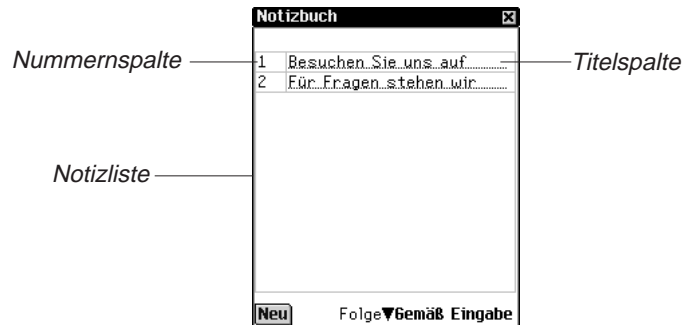 Notizbuch
Nummernspalte
1 Besuchen Sie uns auf
Titelspalte
2 Für Fragen stehen wir
Notizliste
Neu Folge▼Gemäß Eingabe